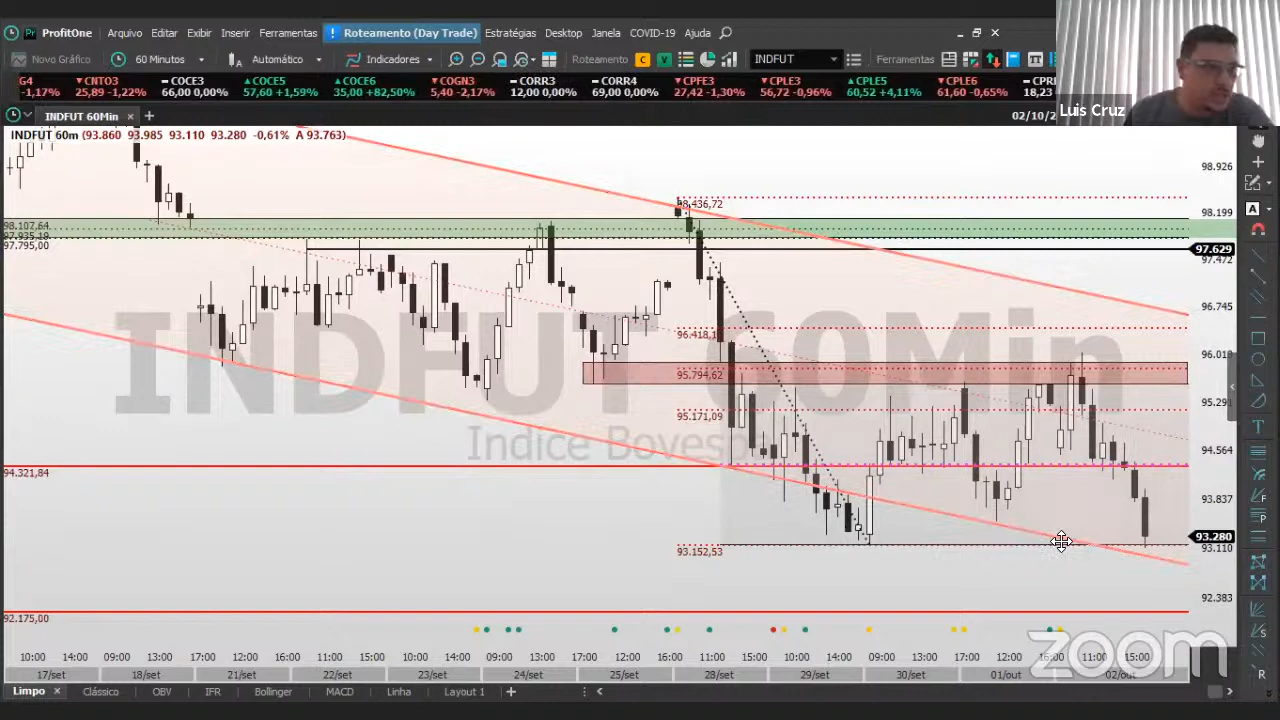 ProfitOne Arquivo Editar Exibir Inserir Ferramentas ! Roteamento (Day Trade) Estratégias Desktop Janela COVID-19 Ajuda
Novo Gráfico 60 Minutos Automático Indicadores Roteamento C V INDFUT Ferramentas
G4 CNTO3 COCE3 COCE5 COCE6 COGN3 CORR3 CORR4 CPFE3 CPLE3 CPLE5 CPLE6
-1,17% 25,89 -1,22% 66,00 0,00% 57,60 +1,59% 35,00 +82,50% 5,40 -2,17% 12,00 0,00% 69,00 0,00% 27,42 -1,30% 56,72 -0,96% 60,52 +4,11% 61,60 -0,65% 18,23
Luis Cruz
INDFUT 60Min 02/10/2
INDFUT 60m (93.860 93.985 93.110 93.280 -0,61% A 93.763)
98.926
98.436,72
98.199
98.107,64
97.935,19
97.795,00
97.629
97.472
96.745
96.418,1
96.018
95.794,62
95.291
95.171,09
INDFUT 60Min
Indice Bovesp
94.564
94.321,84
93.837
93.280
93.110
93.152,53
92.383
92.175,00
zoom
10:00 14:00 09:00 13:00 17:00 12:00 16:00 11:00 15:00 10:00 14:00 09:00 13:00 17:00 12:00 16:00 11:00 15:00 10:00 14:00 09:00 13:00 17:00 12:00 16:00 11:00 15:00
17/set 18/set 21/set 22/set 23/set 24/set 25/set 28/set 29/set 30/set 01/out 02/out
Limpo Clássico OBV IFR Bollinger MACD Linha Layout 1